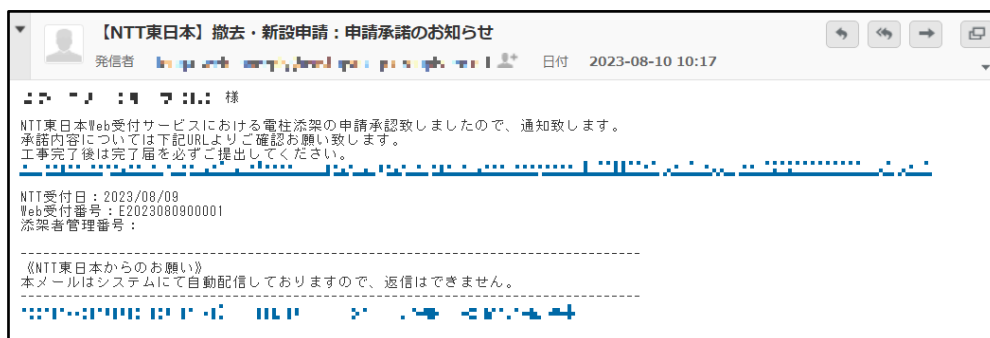 【NTT東日本】撤去・新設申請：申請承諾のお知らせ
発信者 日付 2023-08-10 10:17
様
NTT東日本Web受付サービスにおける電柱添架の申請承認致しましたので、通知致します。
承諾内容については下記URLよりご確認お願い致します。
工事完了後は完了届を必ずご提出してください。
NTT受付日：2023/08/09
Web受付番号：E2023080900001
添架者管理番号：
--------------------------------------------------------------
《NTT東日本からのお願い》
本メールはシステムにて自動配信しておりますので、返信はできません。
--------------------------------------------------------------